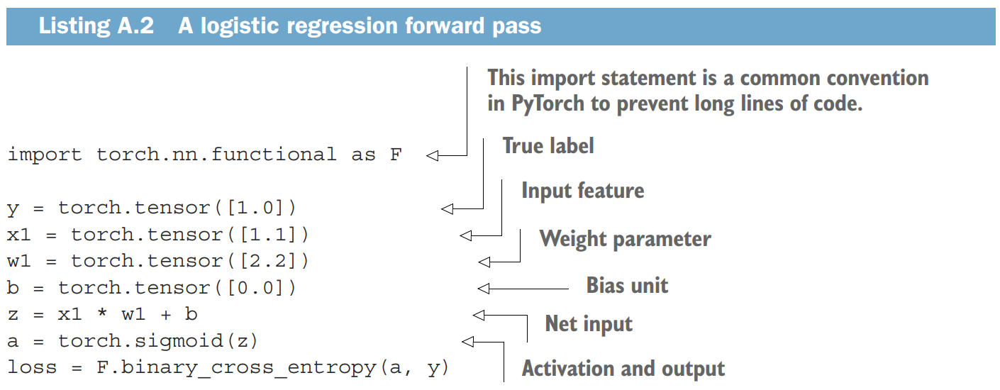 Listing A.2 A logistic regression forward pass
This import statement is a common convention
in PyTorch to prevent long lines of code.
import torch.nn.functional as F
True label
Input feature
y = torch.tensor([1.0])
x1 = torch.tensor([1.1])
Weight parameter
w1 = torch.tensor([2.2])
b = torch.tensor([0.0])
Bias unit
z = x1 * w1 + b
Net input
a = torch.sigmoid(z)
loss = F.binary_cross_entropy(a, y)
Activation and output